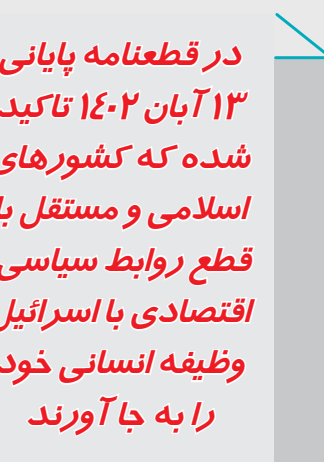 در قطعنامه پایانی
۱۳ آبان ۱۴۰۲ تاکید
شده که کشورهای
اسلامی و مستقل با
قطع روابط سیاسی
اقتصادی با اسرائیل
وظیفه انسانی خود
را به جا آورند